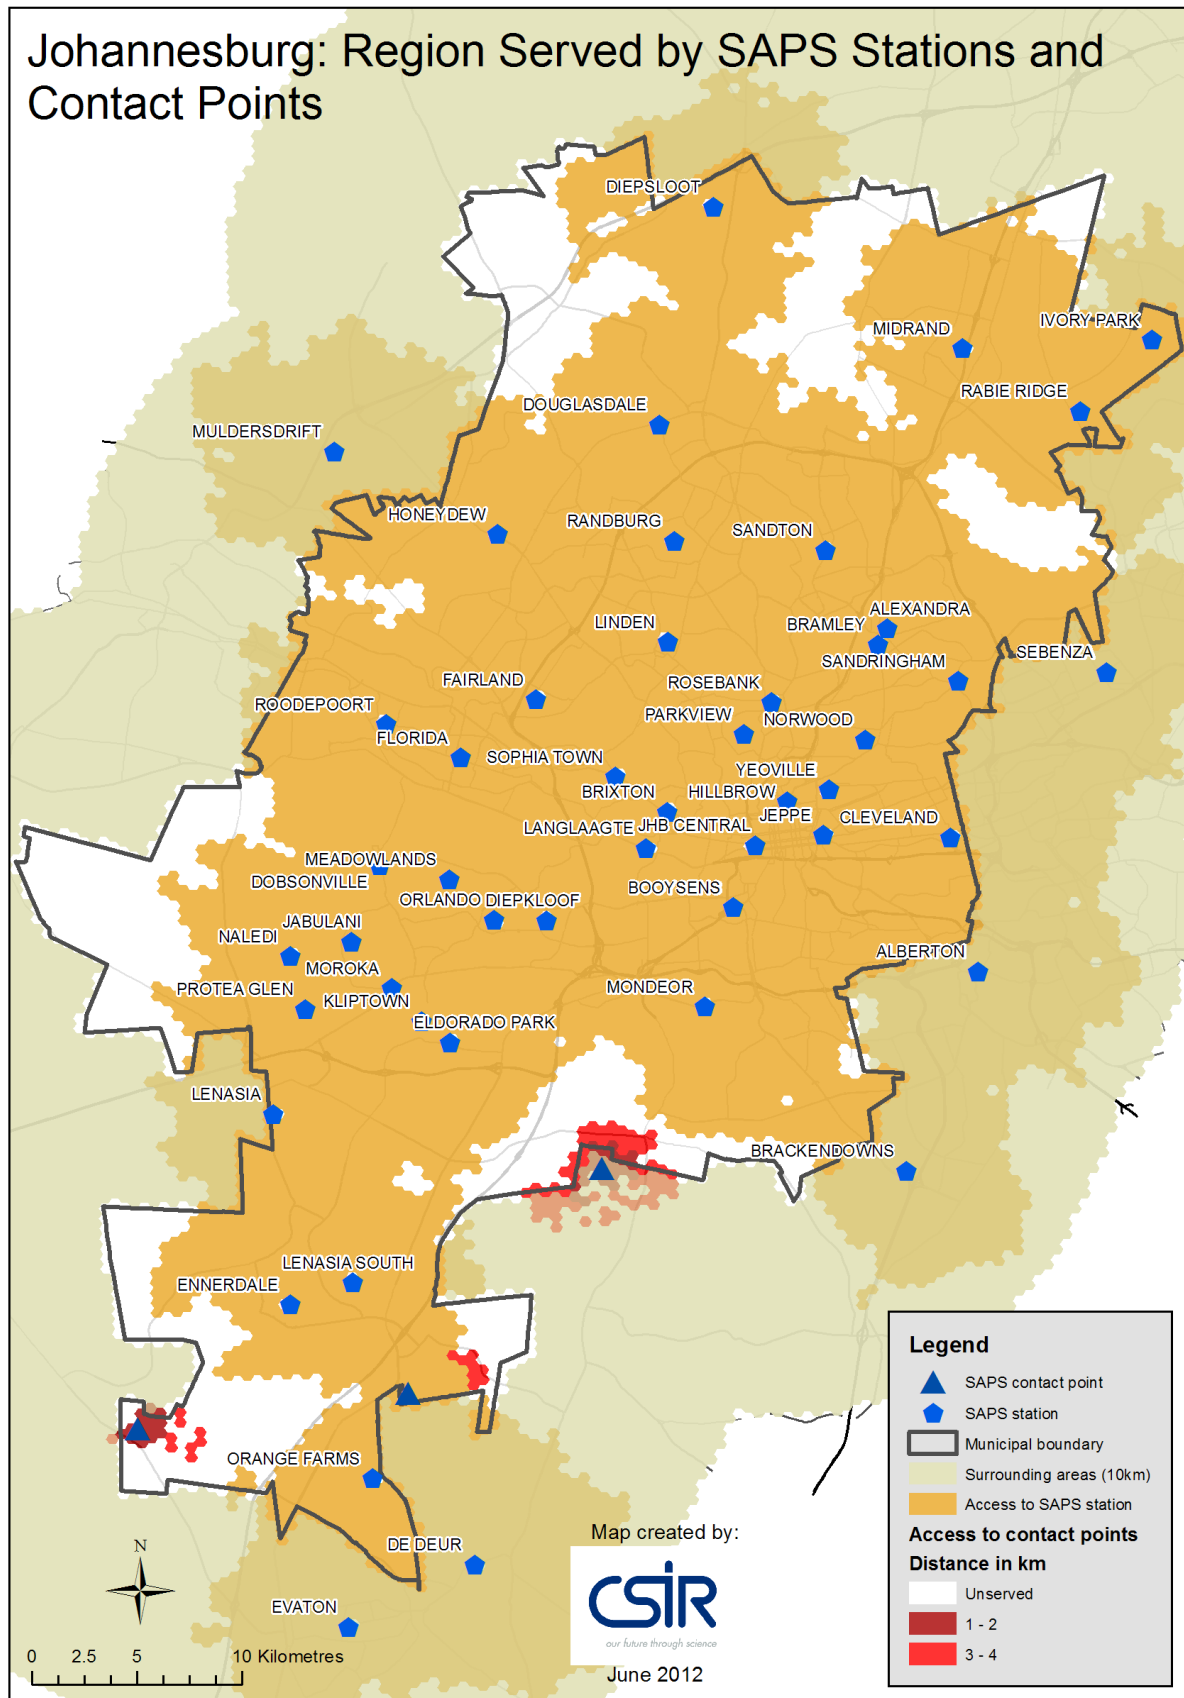 Johannesburg: Region Served by SAPS Stations and
Contact Points
DIEPSLOOT
IVORY PARK
MIDRAND
RABIE RIDGE
DOUGLASDALE
MULDERSDRIFT
HONEYDEW
RANDBURG
SANDTON
ALEXANDRA
LINDEN
BRAMLEY
SANDRINGHAM
SEBENZA
FAIRLAND
ROSEBANK
ROODEPOORT
PARKVIEW
NORWOOD
FLORIDA
SOPHIA TOWN
YEOVILLE
BRIXTON
HILLBROW
JEPPE
CLEVELAND
LANGLAAGTE
JHB CENTRAL
MEADOWLANDS
DOBSONVILLE
BOOYSENS
ORLANDO
DIEPKLOOF
JABULANI
NALEDI
ALBERTON
MOROKA
PROTEA GLEN
KLIPTOWN
MONDEOR
ELDORADO PARK
LENASIA
BRACKENDOWNS
LENASIA SOUTH
ENNERDALE
ORANGE FARMS
DE DEUR
EVATON
Legend
SAPS contact point
SAPS station
Municipal boundary
Surrounding areas (10km)
Access to SAPS station
Access to contact points
Distance in km
Unserved
1 - 2
3 - 4
N
0 2.5 5 10 Kilometres
Map created by:
CSIR
our future through science
June 2012